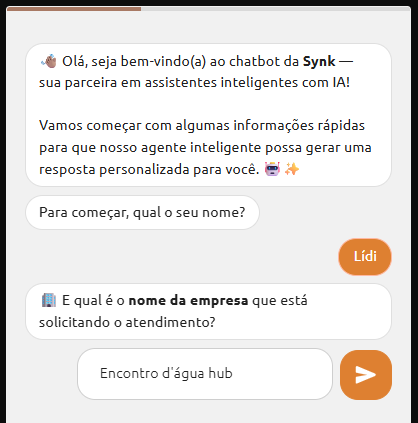 👋🏽 Olá, seja bem-vindo(a) ao chatbot da Synk —
sua parceira em assistentes inteligentes com IA!
Vamos começar com algumas informações rápidas
para que nosso agente inteligente possa gerar uma
resposta personalizada para você. 🤖 ✨
Para começar, qual o seu nome?
Lídi
🏢 E qual é o nome da empresa que está
solicitando o atendimento?
Encontro d'água hub